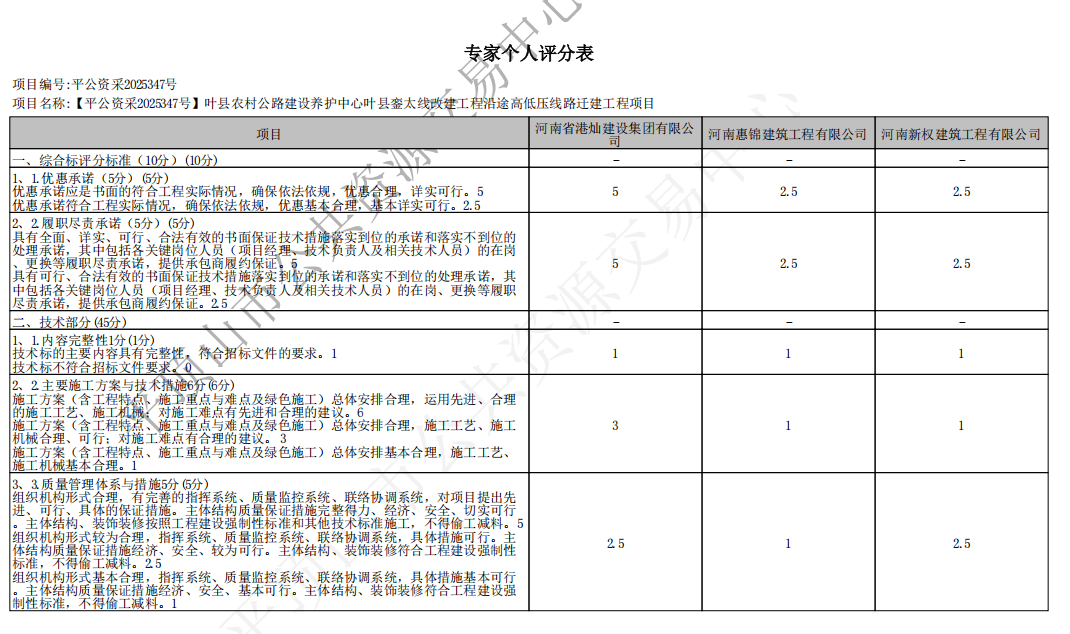 专家个人评分表
项目编号:平公资采2025347号
项目名称:【平公资采2025347号】叶县农村公路建设养护中心叶县銮太线改建工程沿途高低压线路迁建工程项目
项目 河南省港灿建设集团有限公司 河南惠锦建筑工程有限公司 河南新权建筑工程有限公司
一、综合标评分标准（10分）(10分) － － －
1、1.优惠承诺（5分）(5分)
优惠承诺应是书面的符合工程实际情况，确保依法依规，优惠合理，详实可行。5
优惠承诺符合工程实际情况，确保依法依规，优惠基本合理，基本详实可行。2.5
5 2.5 2.5
2、2.履职尽责承诺（5分）(5分)
具有全面、详实、可行、合法有效的书面保证技术措施落实到位的承诺和落实不到位的
处理承诺，其中包括各关键岗位人员（项目经理、技术负责人及相关技术人员）的在岗
、更换等履职尽责承诺，提供承包商履约保证。5
具有可行、合法有效的书面保证技术措施落实到位的承诺和落实不到位的处理承诺，其
中包括各关键岗位人员（项目经理、技术负责人及相关技术人员）的在岗、更换等履职
尽责承诺，提供承包商履约保证。2.5
5 2.5 2.5
二、技术部分(45分) － － －
1、1.内容完整性1分(1分)
技术标的主要内容具有完整性，符合招标文件的要求。1
技术标不符合招标文件要求。0
1 1 1
2、2.主要施工方案与技术措施6分(6分)
施工方案（含工程特点、施工重点与难点及绿色施工）总体安排合理，运用先进、合理
的施工工艺、施工机械；对施工难点有先进和合理的建议。6
施工方案（含工程特点、施工重点与难点及绿色施工）总体安排合理，施工工艺、施工
机械合理、可行；对施工难点有合理的建议。3
施工方案（含工程特点、施工重点与难点及绿色施工）总体安排基本合理，施工工艺、
施工机械基本合理。1
3 1 1
3、3.质量管理体系与措施5分(5分)
组织机构形式合理，有完善的指挥系统、质量监控系统、联络协调系统，对项目提出先
进、可行、具体的保证措施。主体结构质量保证措施完整得力、经济、安全、切实可行
。主体结构、装饰装修按照工程建设强制性标准和其他技术标准施工，不得偷工减料。5
组织机构形式较为合理，指挥系统、质量监控系统、联络协调系统，具体措施可行。主
体结构质量保证措施经济、安全、较为可行。主体结构、装饰装修符合工程建设强制性
标准，不得偷工减料。2.5
组织机构形式基本合理，指挥系统、质量监控系统、联络协调系统，具体措施基本可行
。主体结构质量保证措施经济、安全、基本可行。主体结构、装饰装修符合工程建设强
制性标准，不得偷工减料。1
2.5 1 2.5
平顶山市公共资源交易中心
平顶山市公共资源交易中心